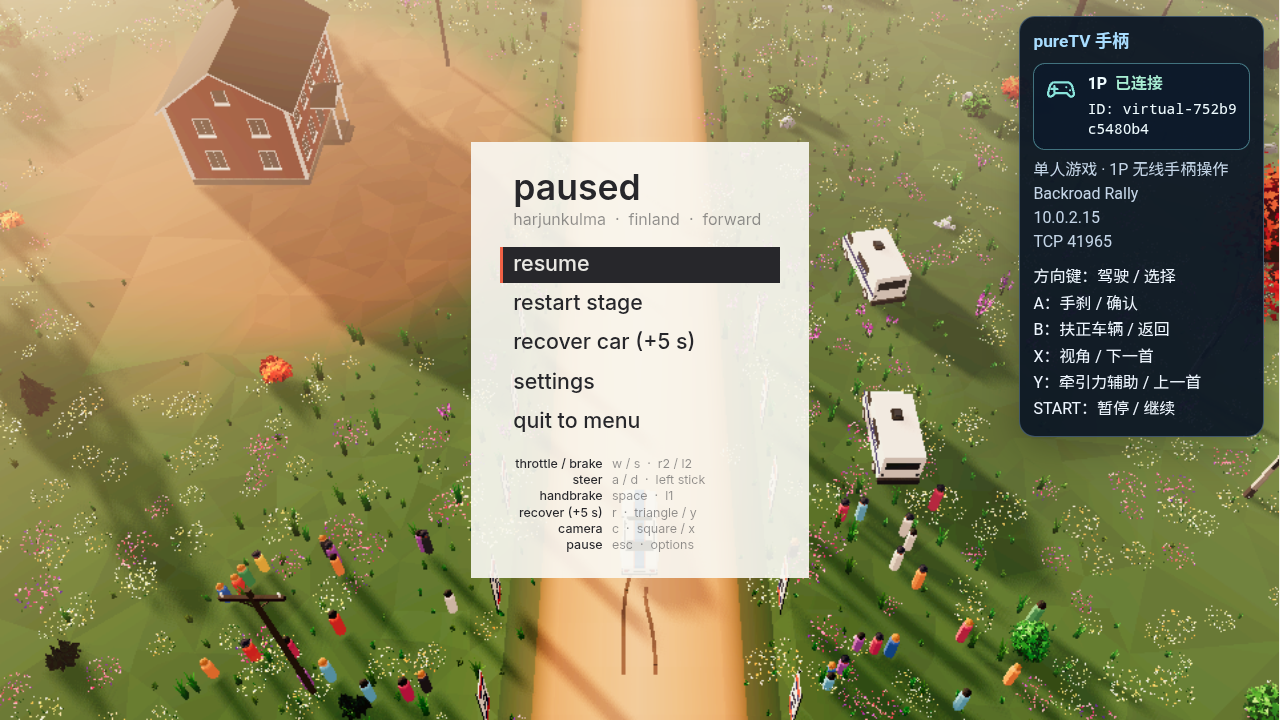 paused
harjunkulma · finland · forward
resume
restart stage
recover car (+5 s)
settings
quit to menu
throttle / brake w / s · r2 / l2
steer a / d · left stick
handbrake space · l1
recover (+5 s) r · triangle / y
camera c · square / x
pause esc · options
pureTV 手柄
1P 已连接
ID: virtual-752b9
c5480b4
单人游戏 · 1P 无线手柄操作
Backroad Rally
10.0.2.15
TCP 41965
方向键：驾驶 / 选择
A：手刹 / 确认
B：扶正车辆 / 返回
X：视角 / 下一首
Y：牵引力辅助 / 上一首
START：暂停 / 继续